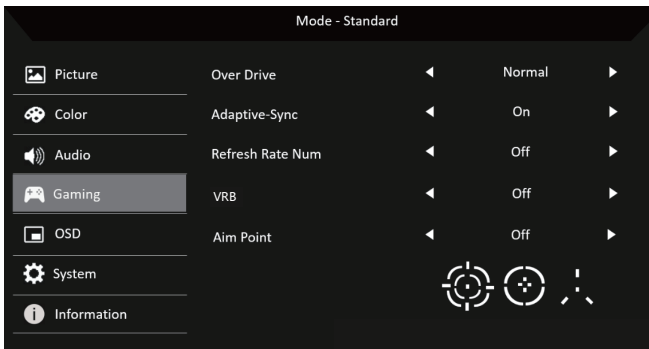 Mode - Standard
Picture
Over Drive Normal
Color
Adaptive-Sync On
Audio
Refresh Rate Num Off
Gaming
VRB Off
OSD
Aim Point Off
System
Information